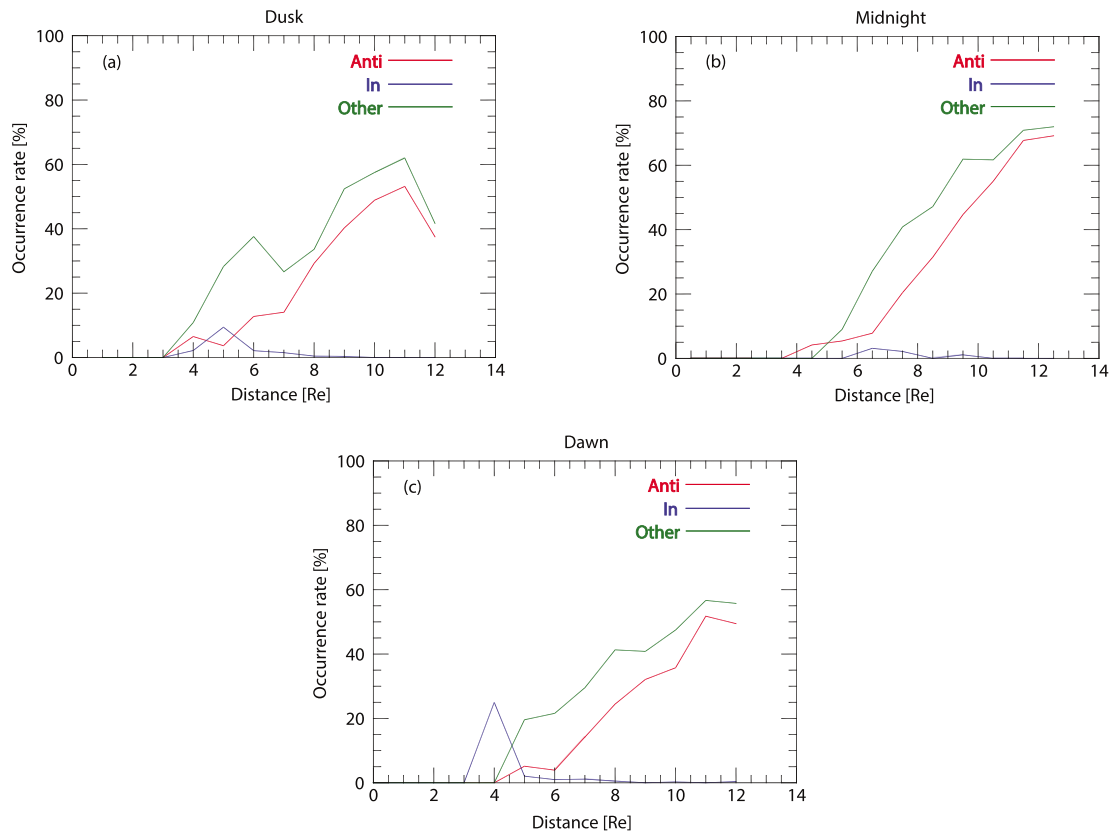 Dusk
(a)
Anti
In
Other
100
80
60
40
20
0
Occurrence rate [%]
0 2 4 6 8 10 12 14
Distance [Re]
Midnight
(b)
Anti
In
Other
100
80
60
40
20
0
Occurrence rate [%]
0 2 4 6 8 10 12 14
Distance [Re]
Dawn
(c)
Anti
In
Other
100
80
60
40
20
0
Occurrence rate [%]
0 2 4 6 8 10 12 14
Distance [Re]